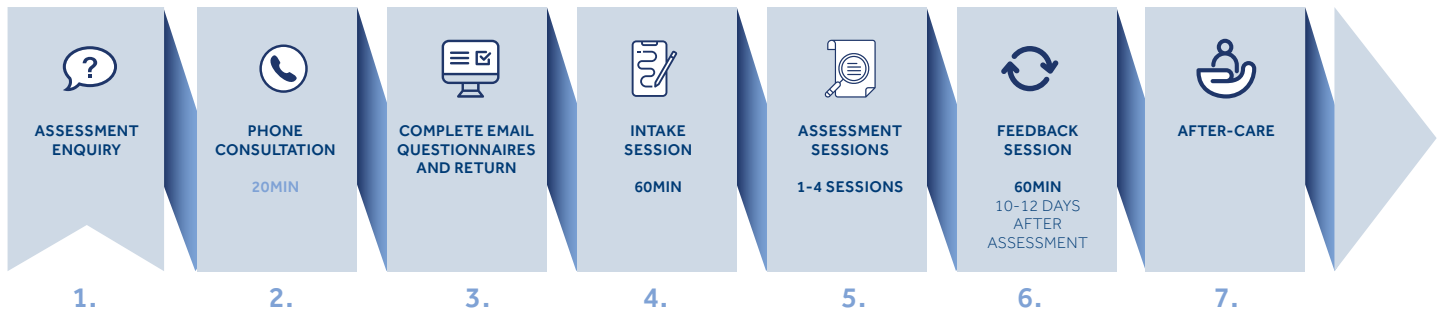 ?
ASSESSMENT
ENQUIRY
PHONE
CONSULTATION
20MIN
COMPLETE EMAIL
QUESTIONNAIRES
AND RETURN
INTAKE
SESSION
60MIN
ASSESSMENT
SESSIONS
1-4 SESSIONS
FEEDBACK
SESSION
60MIN
10-12 DAYS
AFTER
ASSESSMENT
AFTER-CARE
1.
2.
3.
4.
5.
6.
7.